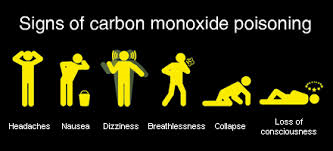 Signs of carbon monoxide poisoning
Headaches Nausea Dizziness Breathlessness Collapse Loss of
consciousness